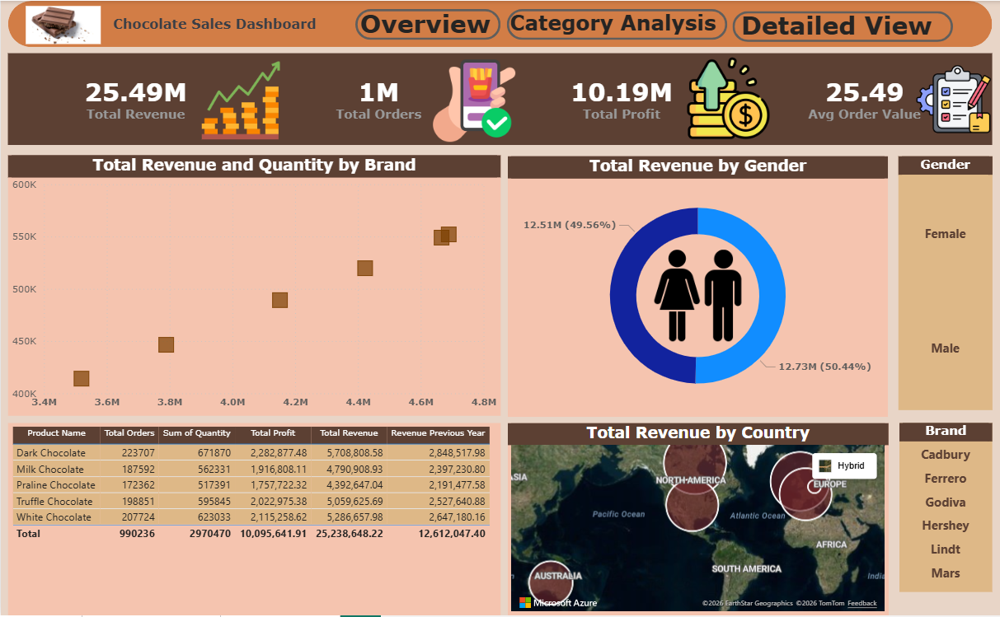 Chocolate Sales Dashboard
Overview
Category Analysis
Detailed View
25.49M
Total Revenue
1M
Total Orders
10.19M
Total Profit
25.49
Avg Order Value
Total Revenue and Quantity by Brand
600K
550K
500K
450K
400K
3.4M 3.6M 3.8M 4.0M 4.2M 4.4M 4.6M 4.8M
Total Revenue by Gender
12.51M (49.56%)
12.73M (50.44%)
Gender
Female
Male
Product Name Total Orders Sum of Quantity Total Profit Total Revenue Revenue Previous Year
Dark Chocolate 223707 671870 2,282,877.48 5,708,808.58 2,848,517.98
Milk Chocolate 187592 562331 1,916,808.11 4,790,908.93 2,397,230.80
Praline Chocolate 172362 517391 1,757,722.32 4,392,647.04 2,191,477.58
Truffle Chocolate 198851 595845 2,022,975.38 5,059,625.69 2,527,640.88
White Chocolate 207724 623033 2,115,258.62 5,286,657.98 2,647,180.16
Total 990236 2970470 10,095,641.91 25,238,648.22 12,612,047.40
Total Revenue by Country
Hybrid
ASIA
NORTH AMERICA
EUROPE
Pacific Ocean
Atlantic Ocean
AFRICA
SOUTH AMERICA
AUSTRALIA
India
Microsoft Azure
©2026 EarthStar Geographics ©2026 TomTom Feedback
Brand
Cadbury
Ferrero
Godiva
Hershey
Lindt
Mars